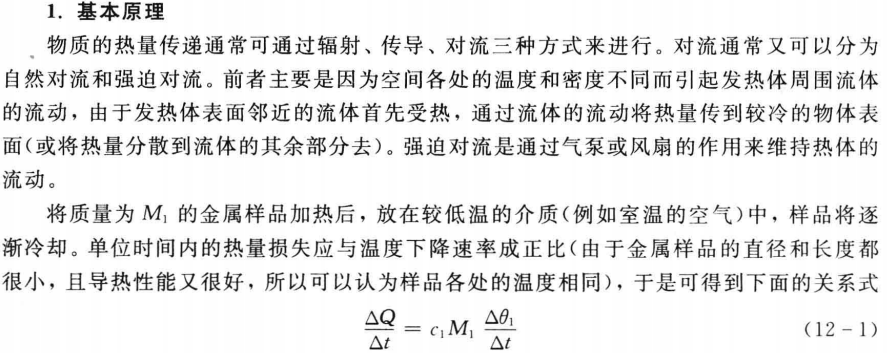 1. 基本原理
物质的热量传递通常可通过辐射、传导、对流三种方式来进行。对流通常又可以分为
自然对流和强迫对流。前者主要是因为空间各处的温度和密度不同而引起发热体周围流体
的流动，由于发热体表面邻近的流体首先受热，通过流体的流动将热量传到较冷的物体表
面(或将热量分散到流体的其余部分去)。强迫对流是通过气泵或风扇的作用来维持热体的
流动。
将质量为 M₁ 的金属样品加热后，放在较低温的介质(例如室温的空气)中，样品将逐
渐冷却。单位时间内的热量损失应与温度下降速率成正比(由于金属样品的直径和长度都
很小，且导热性能又很好，所以可以认为样品各处的温度相同)，于是可得到下面的关系式
ΔQ/Δt = c₁M₁ Δθ₁/Δt (12-1)